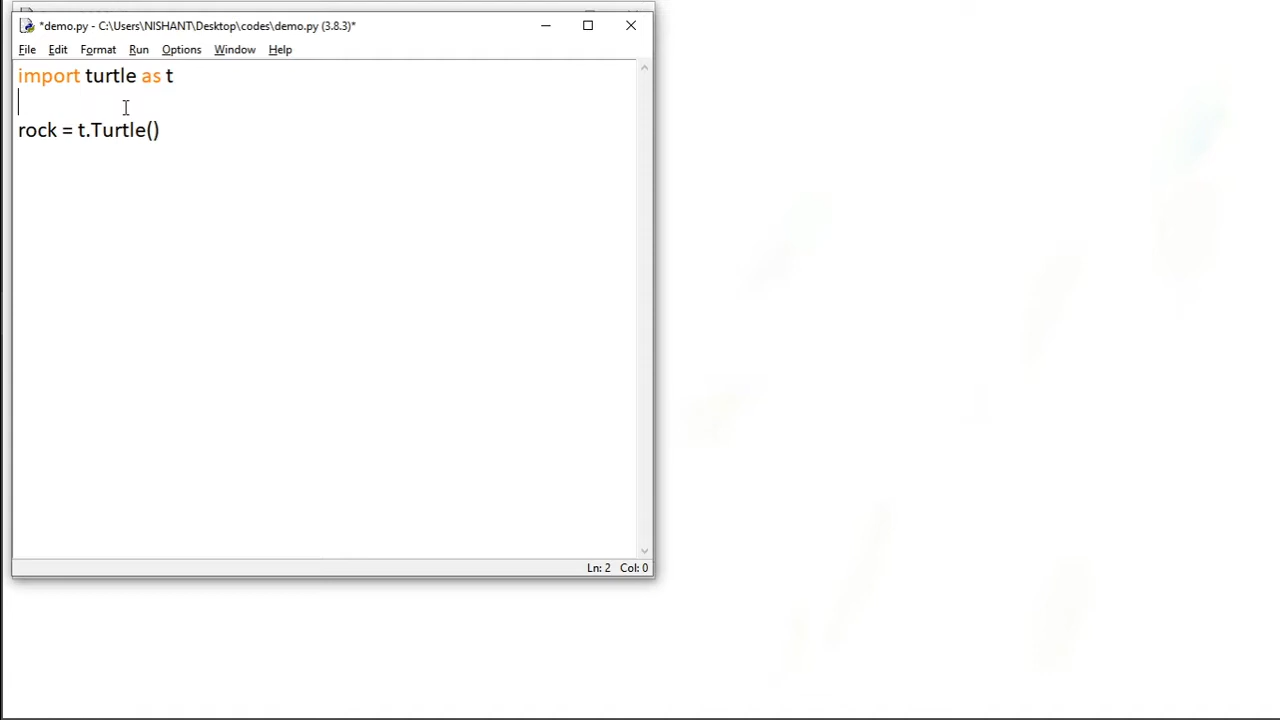 *demo.py - C:\Users\NISHANT\Desktop\codes\demo.py (3.8.3)*
File Edit Format Run Options Window Help
import turtle as t
rock = t.Turtle()
Ln: 2 Col: 0